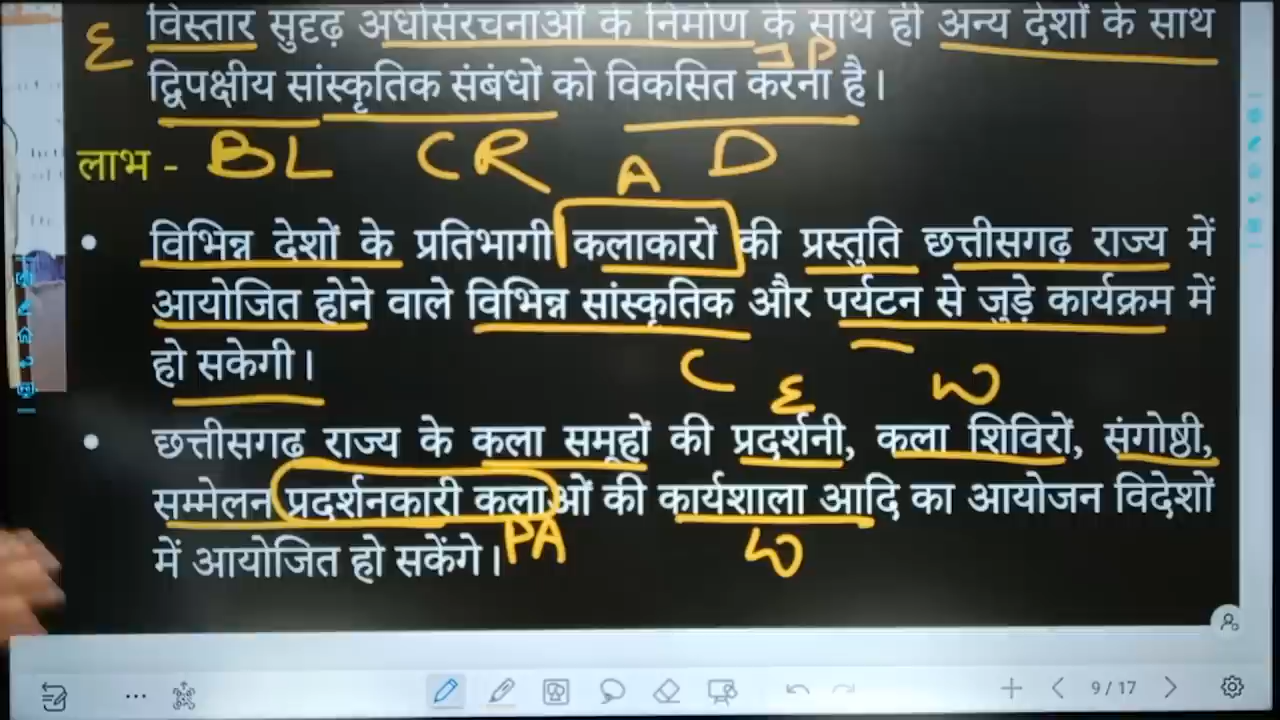 विस्तार सुदृढ़ अधोसंरचनाओं के निर्माण के साथ ही अन्य देशों के साथ
द्विपक्षीय सांस्कृतिक संबंधों को विकसित करना है।
लाभ - BL CR D
A
• विभिन्न देशों के प्रतिभागी कलाकारों की प्रस्तुति छत्तीसगढ़ राज्य में
आयोजित होने वाले विभिन्न सांस्कृतिक और पर्यटन से जुड़े कार्यक्रम में
हो सकेगी।
C W
• छत्तीसगढ राज्य के कला समूहों की प्रदर्शनी, कला शिविरों, संगोष्ठी,
सम्मेलन प्रदर्शनकारी कलाओं की कार्यशाला आदि का आयोजन विदेशों
PA W
में आयोजित हो सकेंगे।
9 / 17